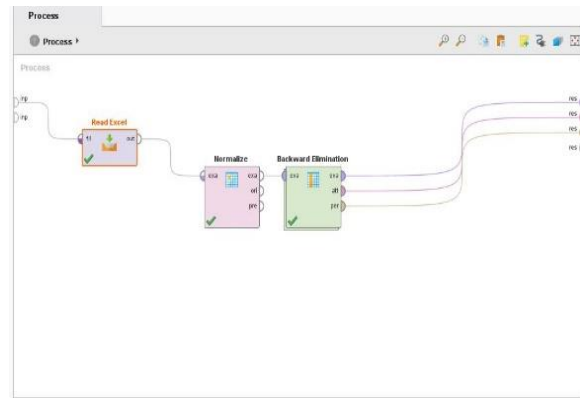 Process
Process
Process
inp
inp
Read Excel
fil
out
Normalize
exa
exa
ori
pre
Backward Elimination
exa
exa
att
per
res
res
res
res